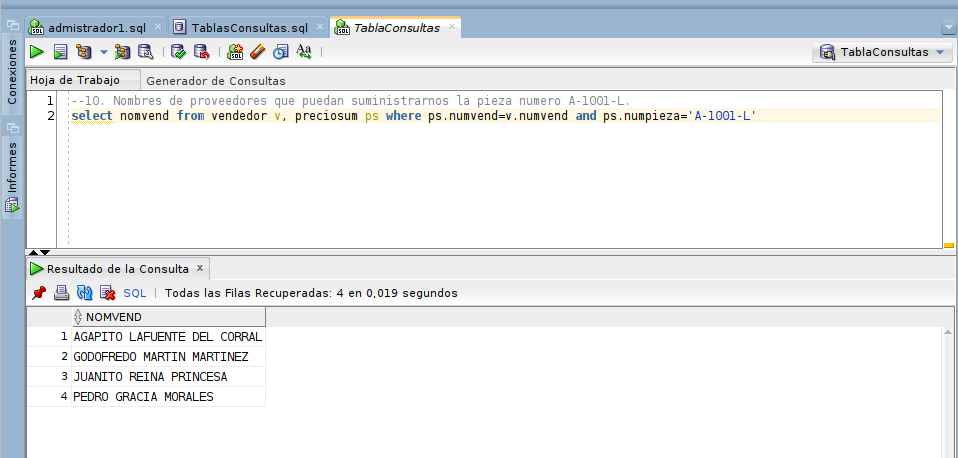 admistrador1.sql TablasConsultas.sql TablaConsultas
TablaConsultas
Conexiones
Informes
Hoja de Trabajo Generador de Consultas
1 --10. Nombres de proveedores que puedan suministrarnos la pieza numero A-1001-L.
2 select nomvend from vendedor v, preciosum ps where ps.numvend=v.numvend and ps.numpieza='A-1001-L'
Resultado de la Consulta x
SQL | Todas las Filas Recuperadas: 4 en 0,019 segundos
NOMVEND
1 AGAPITO LAFUENTE DEL CORRAL
2 GODOFREDO MARTIN MARTINEZ
3 JUANITO REINA PRINCESA
4 PEDRO GRACIA MORALES